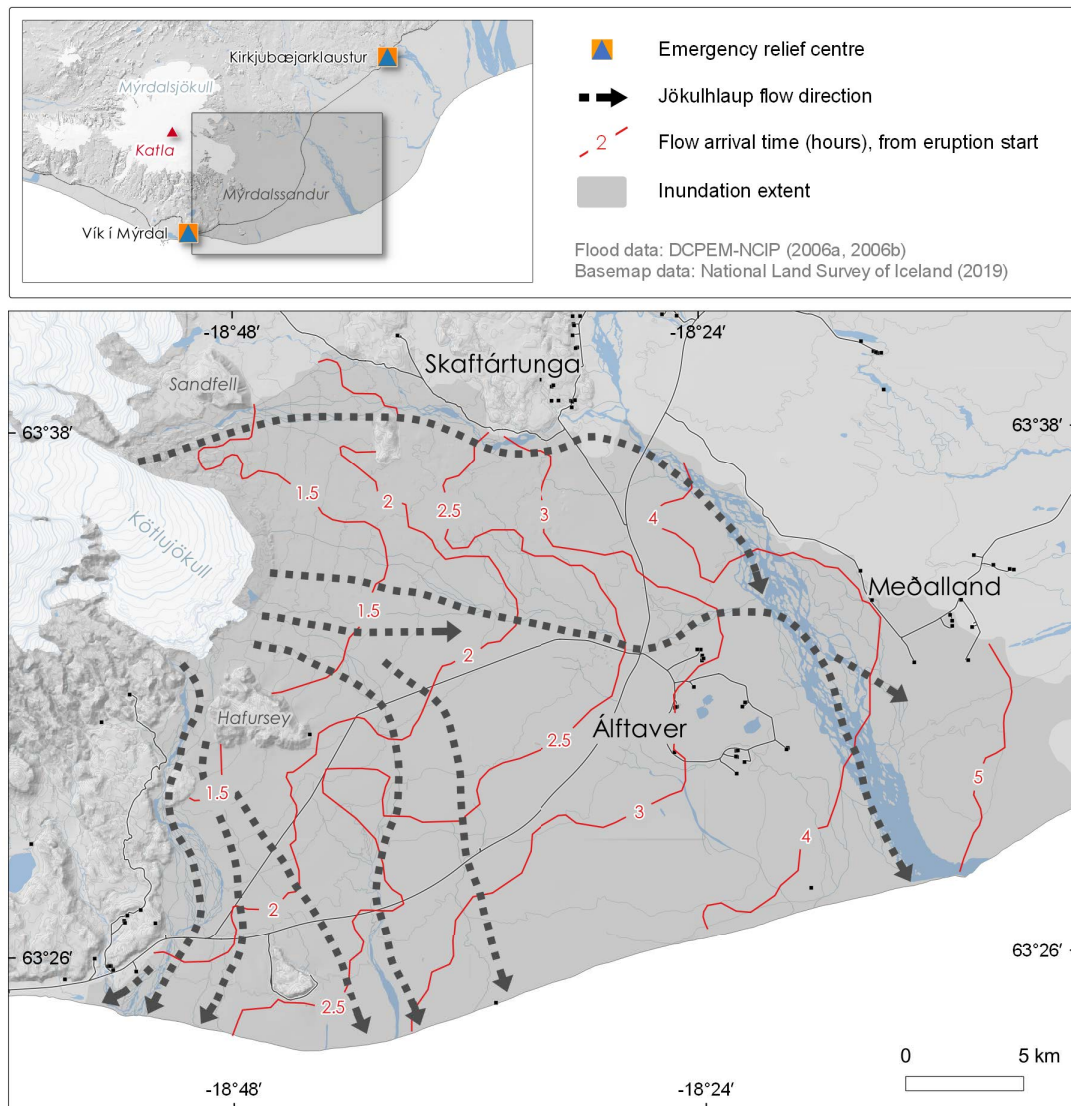 Kirkjubæjarklaustur
Mýrdalsjökull
Katla
Mýrdalssandur
Vík í Mýrdal
Emergency relief centre
Jökulhlaup flow direction
2
Flow arrival time (hours), from eruption start
Inundation extent
Flood data: DCPEM-NCIP (2006a, 2006b)
Basemap data: National Land Survey of Iceland (2019)
-18°48'
-18°24'
Skaftártunga
Sandfell
63°38'
63°38'
1.5
2
2.5
3
4
Kötlujökull
Meðalland
1.5
2
Hafursey
Álftaver
2.5
5
1.5
3
4
2
63°26'
63°26'
2.5
0
5 km
-18°48'
-18°24'